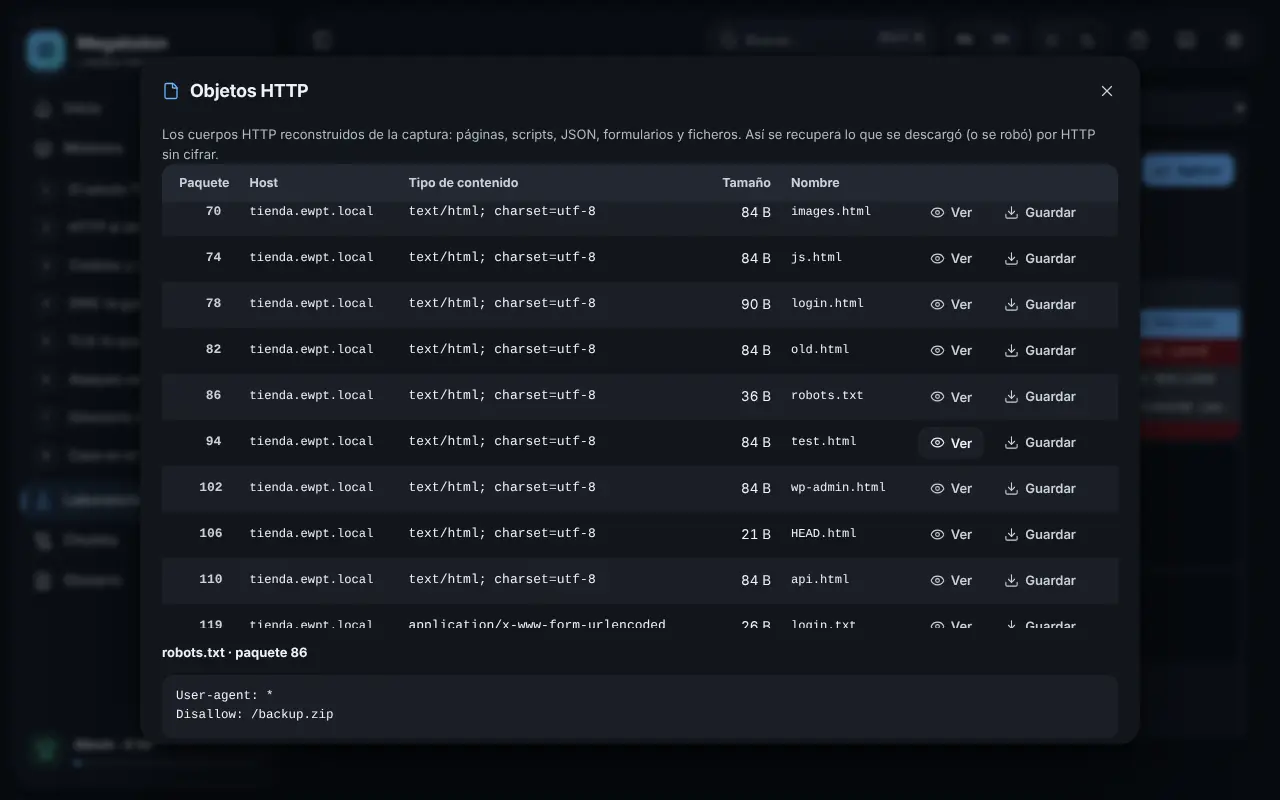 Objetos HTTP
Los cuerpos HTTP reconstruidos de la captura: páginas, scripts, JSON, formularios y ficheros. Así se recupera lo que se descargó (o se robó) por HTTP
sin cifrar.
Paquete Host Tipo de contenido Tamaño Nombre
70 tienda.ewpt.local text/html; charset=utf-8 84 B images.html Ver Guardar
74 tienda.ewpt.local text/html; charset=utf-8 84 B js.html Ver Guardar
78 tienda.ewpt.local text/html; charset=utf-8 90 B login.html Ver Guardar
82 tienda.ewpt.local text/html; charset=utf-8 84 B old.html Ver Guardar
86 tienda.ewpt.local text/html; charset=utf-8 36 B robots.txt Ver Guardar
94 tienda.ewpt.local text/html; charset=utf-8 84 B test.html Ver Guardar
102 tienda.ewpt.local text/html; charset=utf-8 84 B wp-admin.html Ver Guardar
106 tienda.ewpt.local text/html; charset=utf-8 21 B HEAD.html Ver Guardar
110 tienda.ewpt.local text/html; charset=utf-8 84 B api.html Ver Guardar
119 tienda.ewpt.local application/x-www-form-urlencoded 26 B login.txt Ver Guardar
robots.txt · paquete 86
User-agent: *
Disallow: /backup.zip